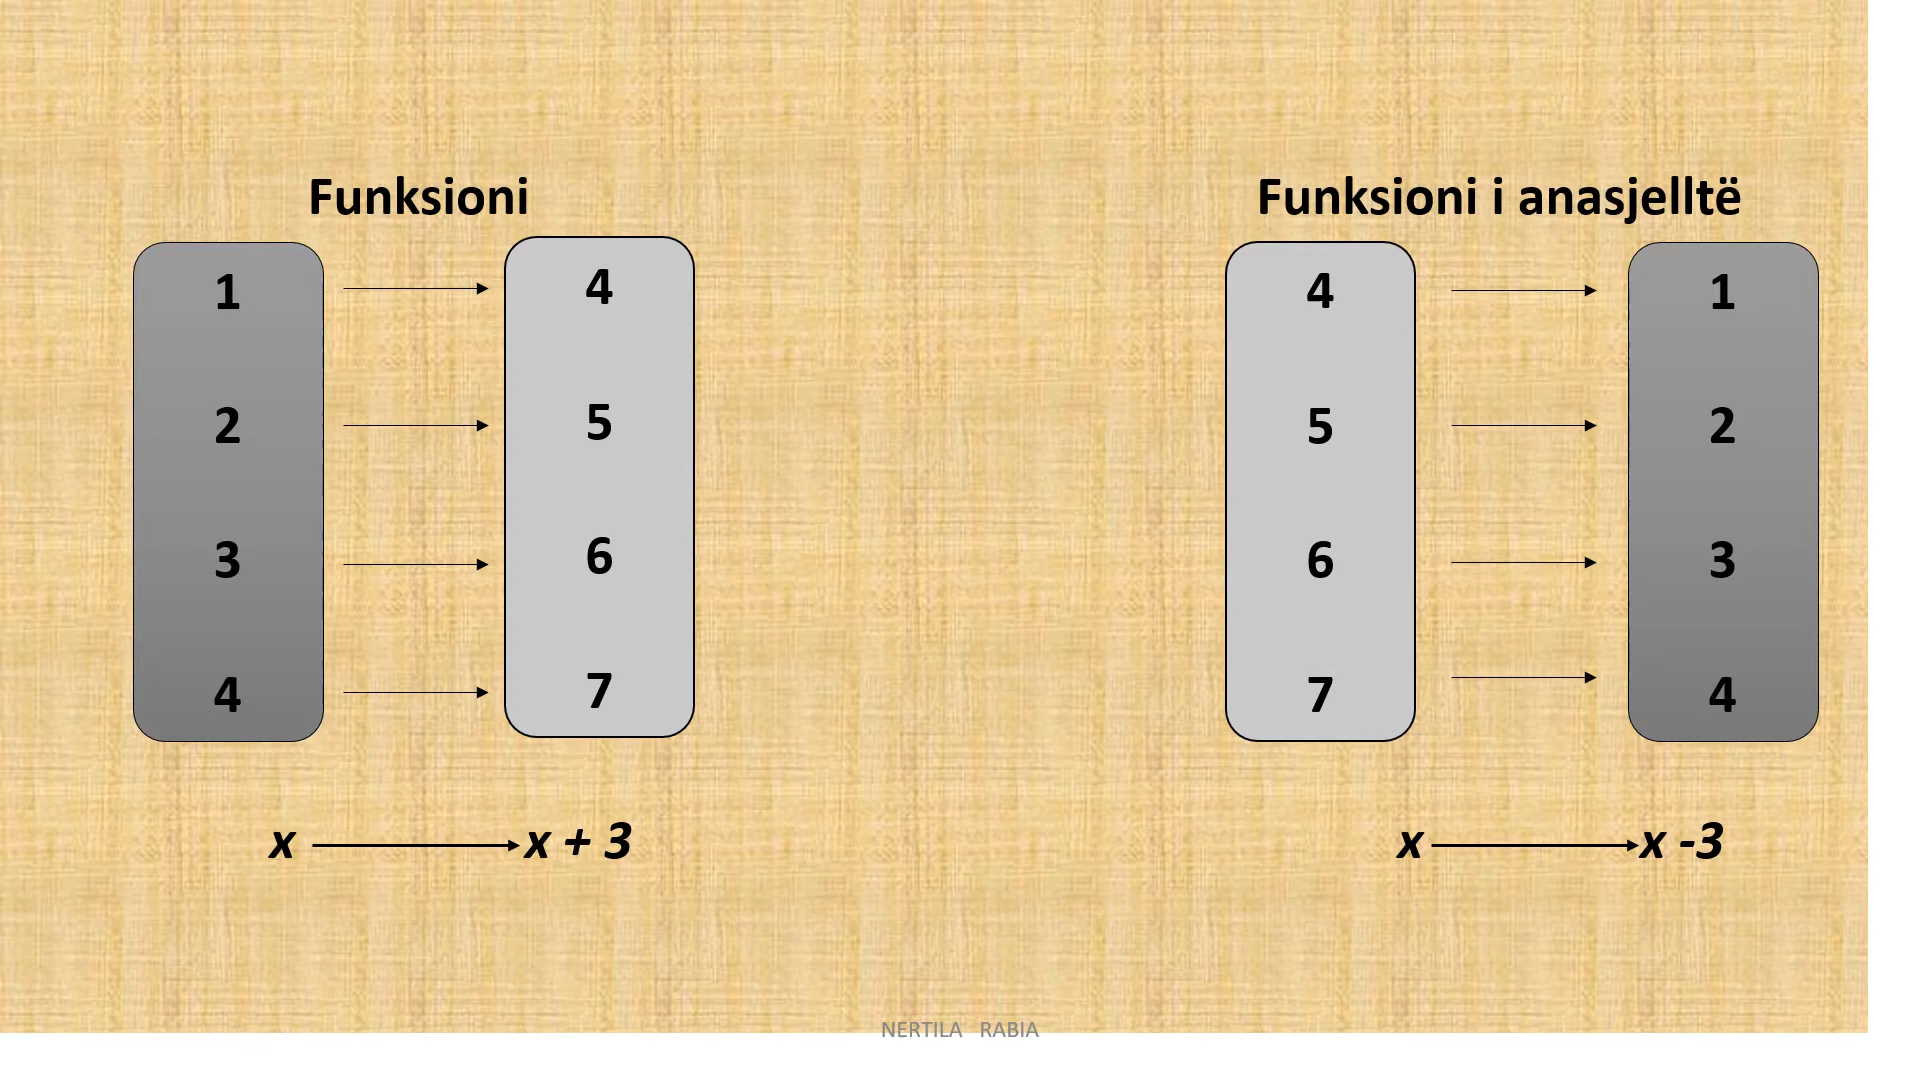 Funksioni
1 4
2 5
3 6
4 7
x x + 3
Funksioni i anasjelltë
4 1
5 2
6 3
7 4
x x -3
NERTILA RABIA